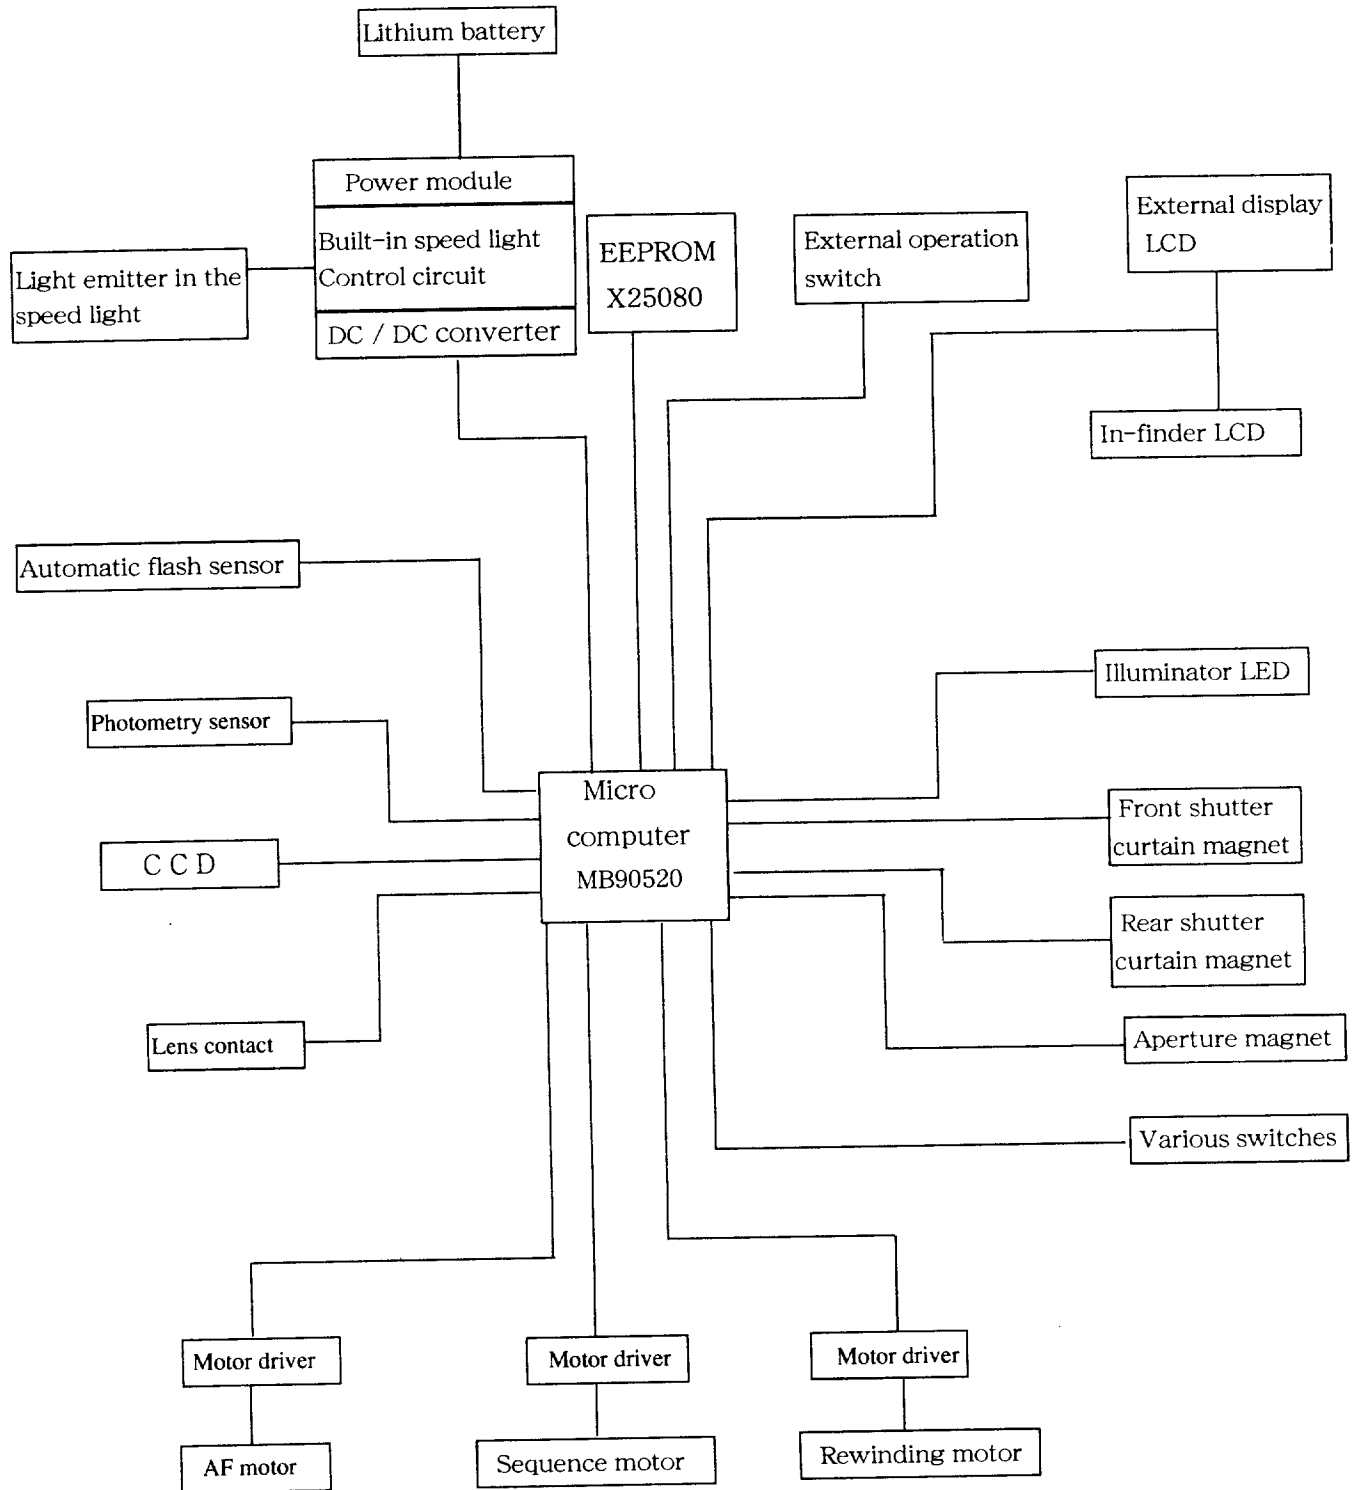 Lithium battery
Power module
Built-in speed light
Control circuit
DC / DC converter
Light emitter in the
speed light
EEPROM
X25080
External operation
switch
External display
LCD
In-finder LCD
Automatic flash sensor
Photometry sensor
C C D
Lens contact
Micro
computer
MB90520
Illuminator LED
Front shutter
curtain magnet
Rear shutter
curtain magnet
Aperture magnet
Various switches
Motor driver
AF motor
Motor driver
Sequence motor
Motor driver
Rewinding motor